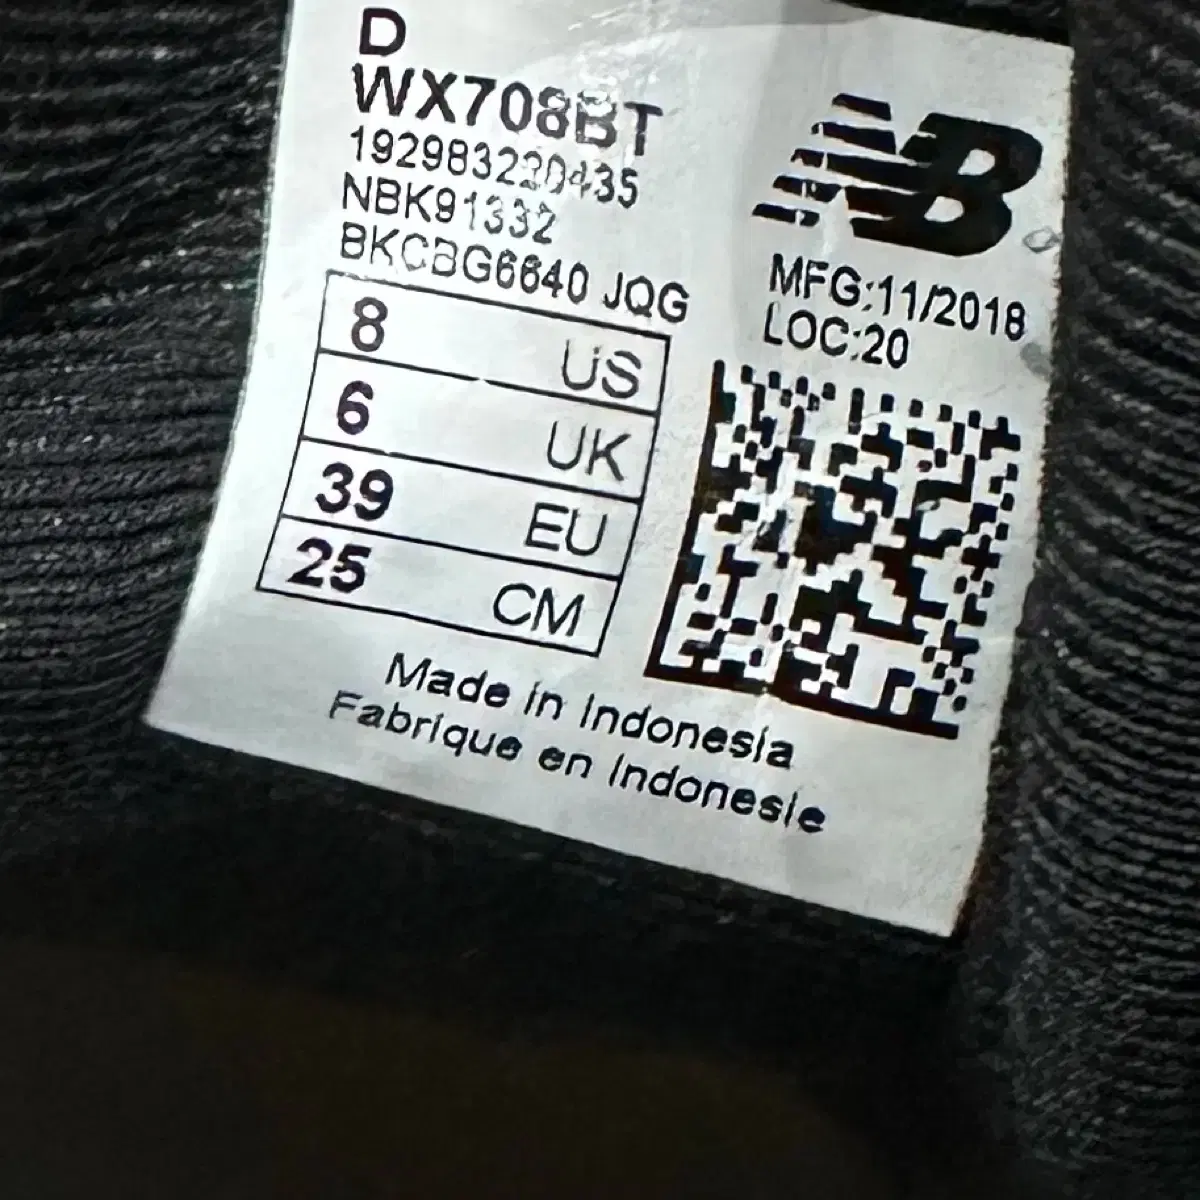 D
WX708BT
192983220435
NBK91332
BKCBG6640 JQG
NB
MFG:11/2018
LOC:20
8 US
6 UK
39 EU
25 CM
Made in Indonesia
Fabrique en Indonesie